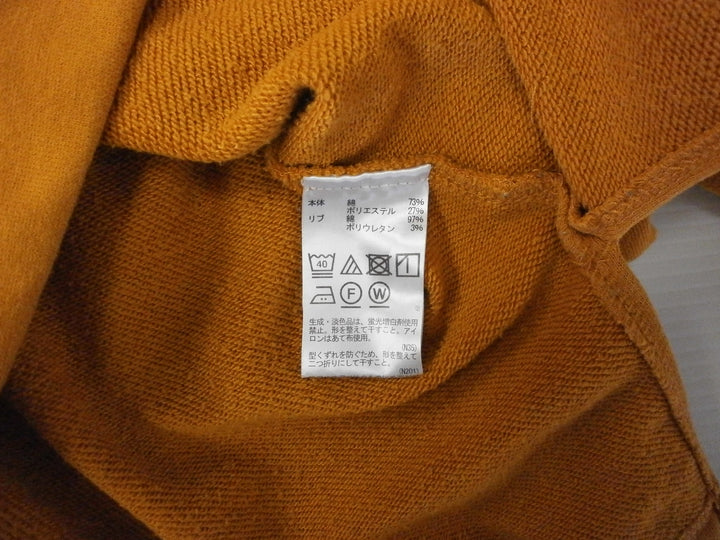 本体 綿 73%
ポリエステル 27%
リブ 綿 97%
ポリウレタン 3%
40
F W
生成・淡色品は、蛍光増白剤使用
禁止。形を整えて干すこと。アイ
ロンはあて布使用。
(N35)
型くずれを防ぐため、形を整えて
二つ折りにして干すこと。
(N201)